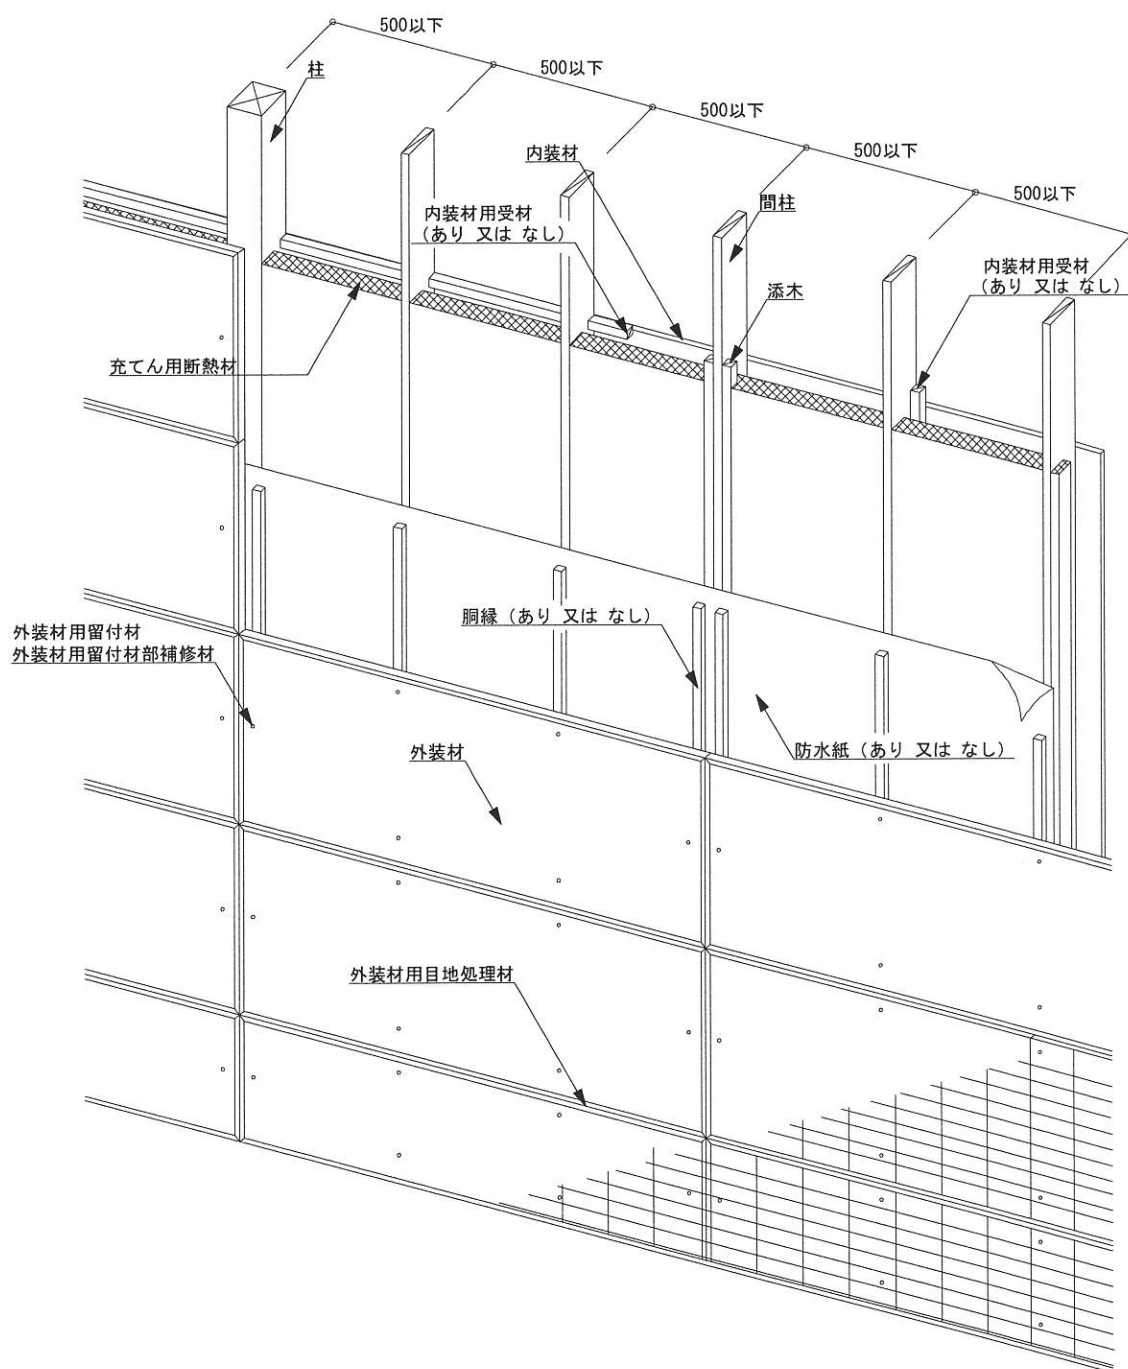 500以下
500以下
500以下
500以下
500以下
柱
内装材
内装材用受材
(あり 又は なし)
間柱
内装材用受材
(あり 又は なし)
添木
充てん用断熱材
胴縁 (あり 又は なし)
外装材用留付材
外装材用留付材部補修材
外装材
防水紙 (あり 又は なし)
外装材用目地処理材